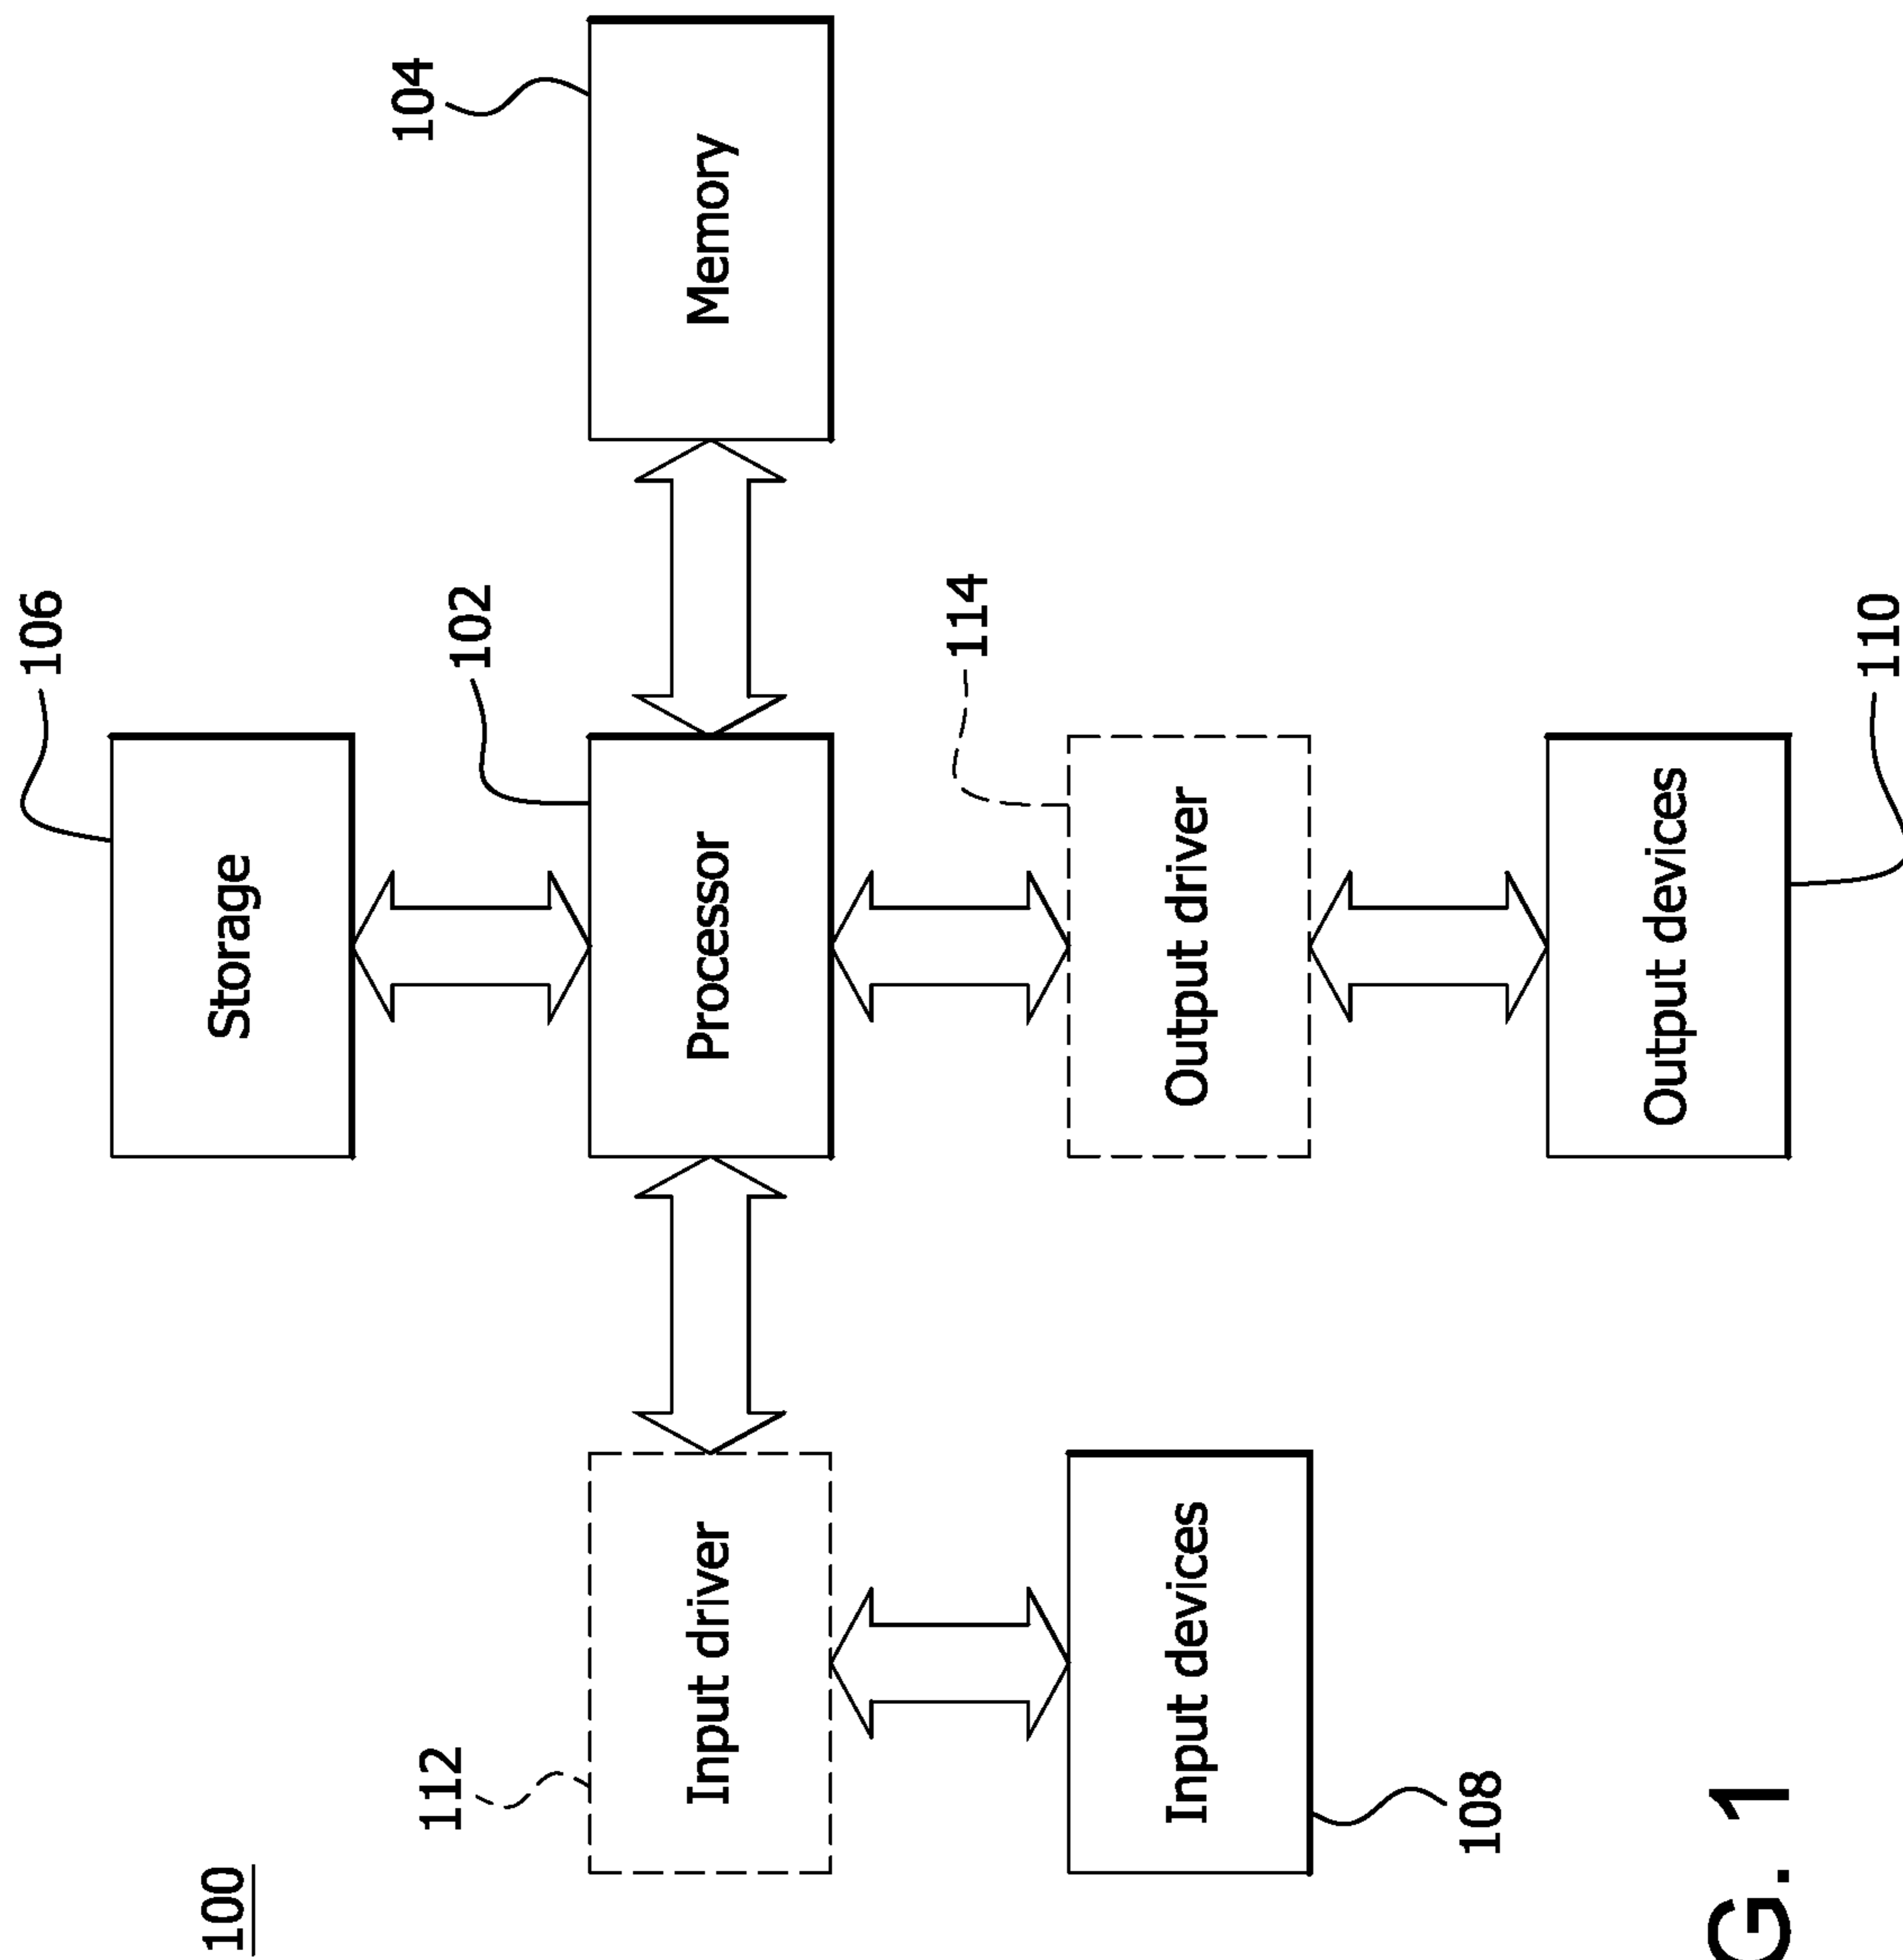 106
100
Storage
104
112
102
Input driver
Processor
Memory
114
Input devices
Output driver
108
Output devices
G. 1
110